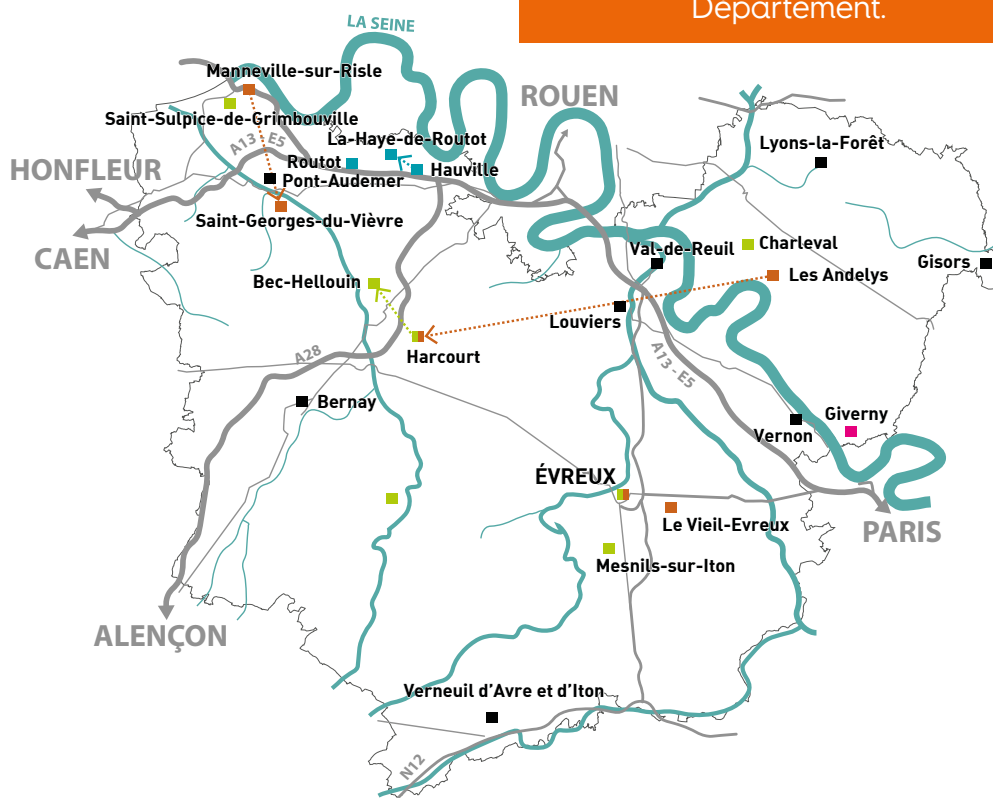 Département.
LA SEINE
Manneville-sur-Risle
ROUEN
Saint-Sulpice-de-Grimbouville
A13 - E5
La-Haye-de-Routot
Lyons-la-Forêt
HONFLEUR
Routot
Hauville
Pont-Audemer
Saint-Georges-du-Vièvre
CAEN
Val-de-Reuil
Charleval
Gisors
Bec-Hellouin
Les Andelys
Louviers
Harcourt
A28
A13 - E5
Bernay
Giverny
Vernon
ÉVREUX
Le Vieil-Evreux
PARIS
Mesnils-sur-Iton
ALENÇON
Verneuil d’Avre et d’Iton
N12